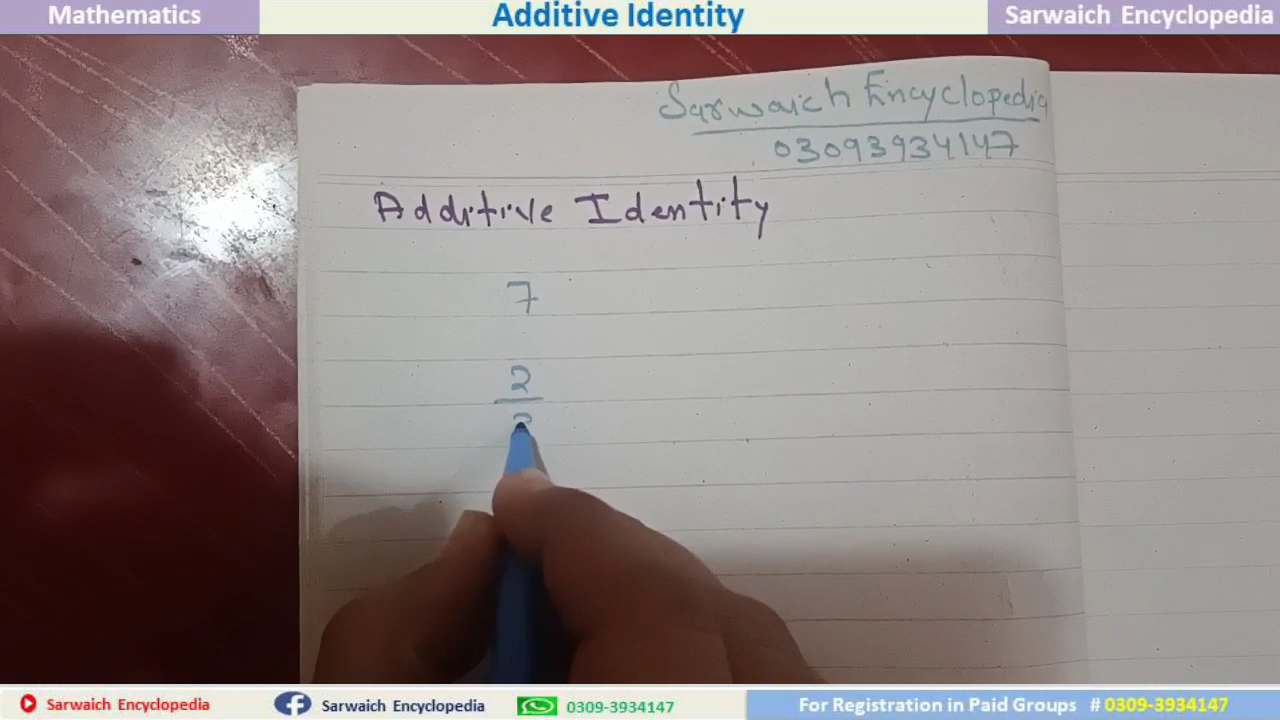 Mathematics
Additive Identity
Sarwaich Encyclopedia
Sarwaich Encyclopedia
03093934147
Additive Identity
7
2
Sarwaich Encyclopedia
Sarwaich Encyclopedia
0309-3934147
For Registration in Paid Groups # 0309-3934147